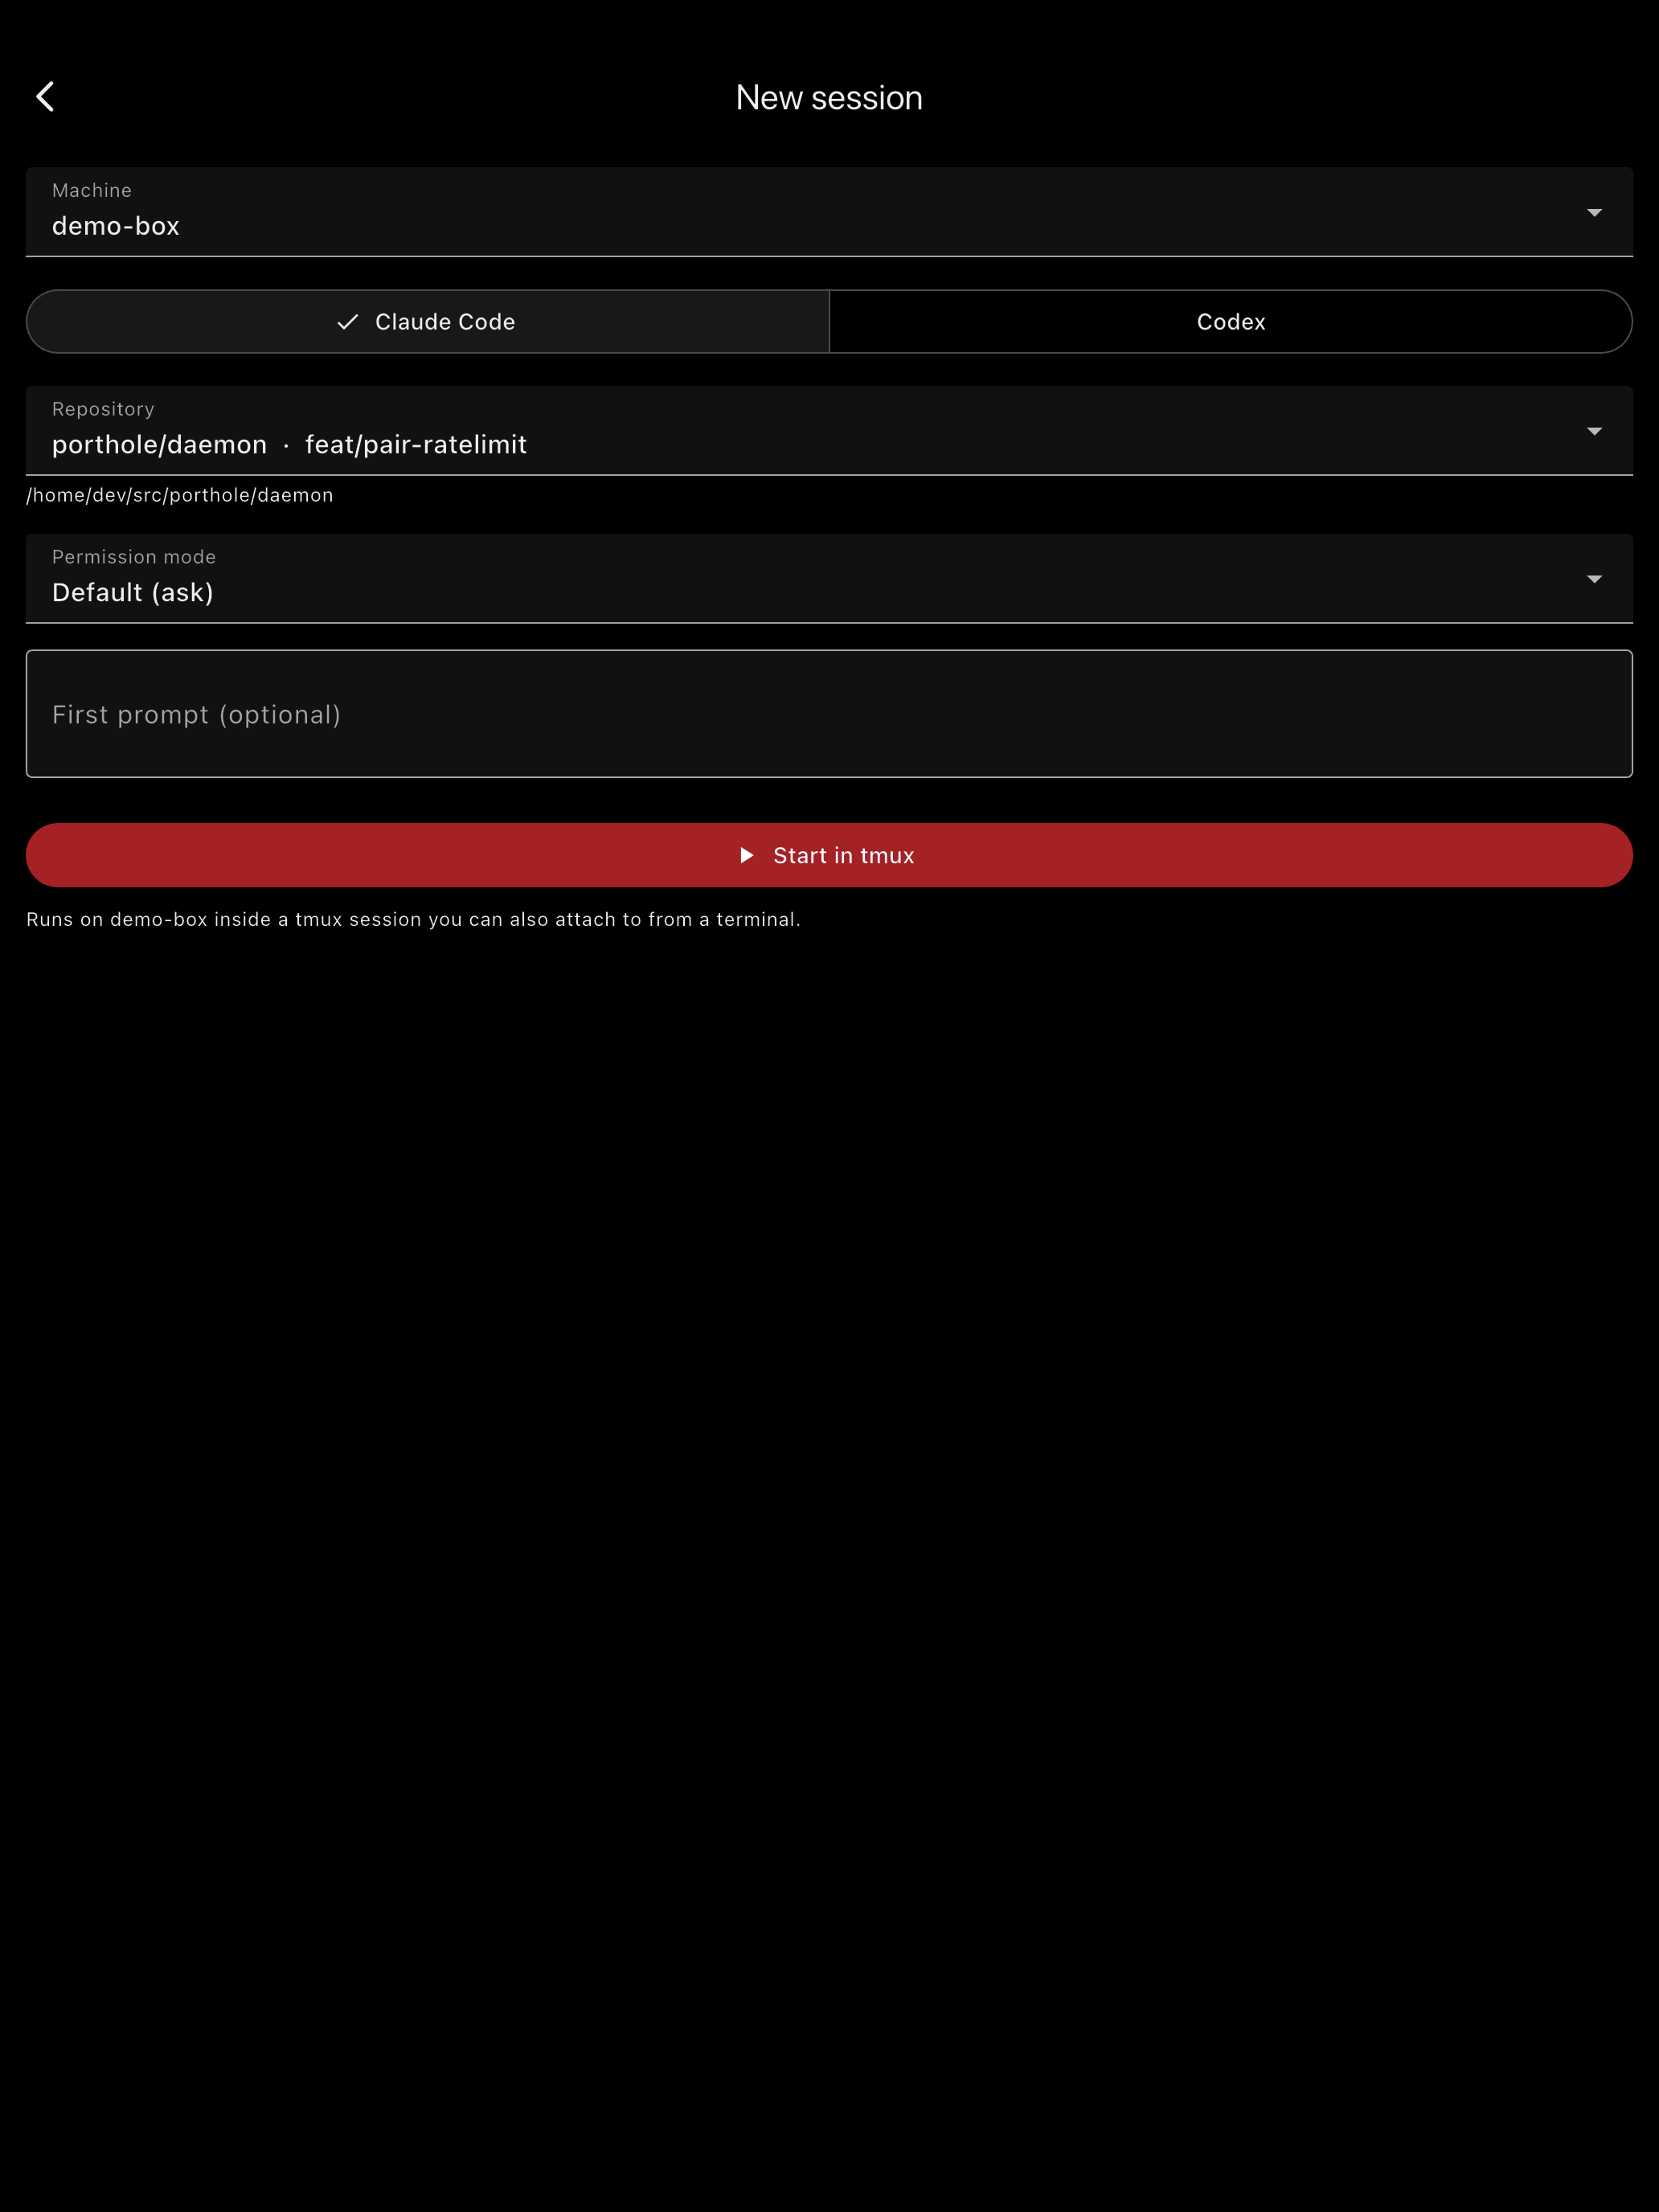 New session
Machine
demo-box
Claude Code
Codex
Repository
porthole/daemon · feat/pair-ratelimit
/home/dev/src/porthole/daemon
Permission mode
Default (ask)
First prompt (optional)
Start in tmux
Runs on demo-box inside a tmux session you can also attach to from a terminal.